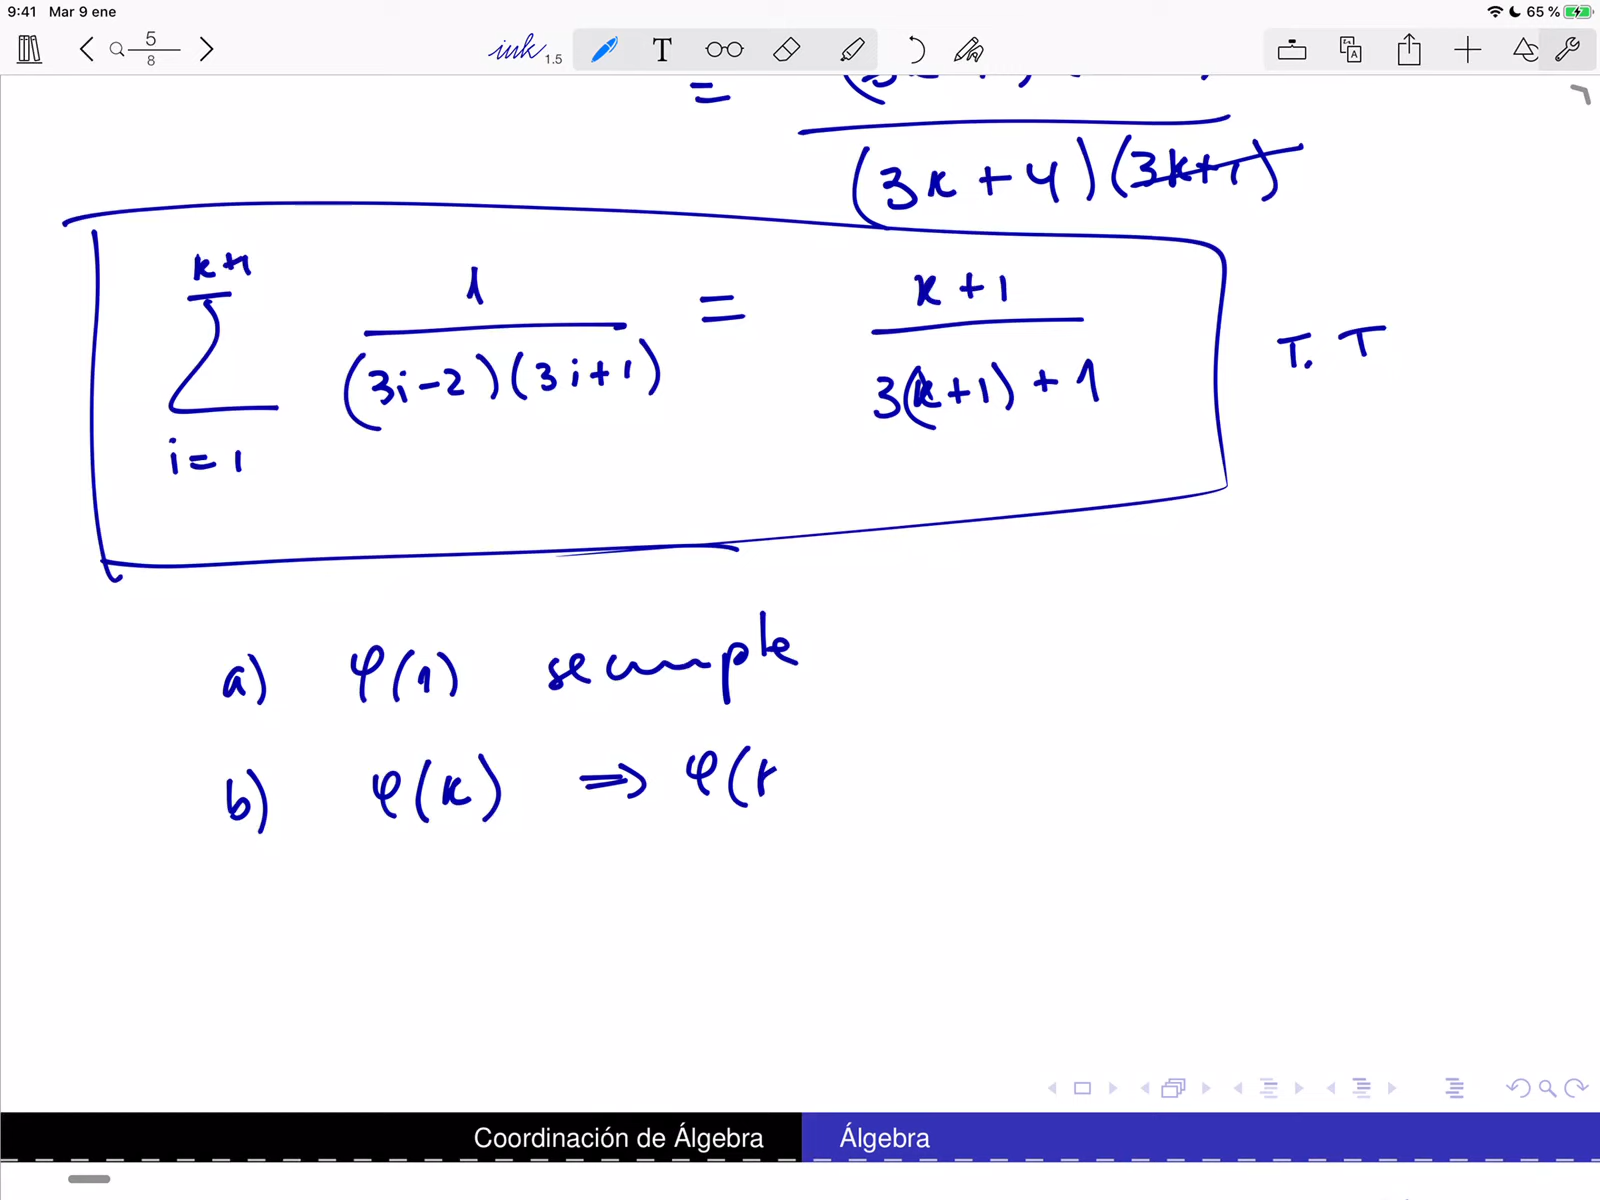 9:41 Mar 9 ene 65 %
5
8
ink 1.5 T
=
(3k+4)(3k+1)
k+1
∑ 1/((3i-2)(3i+1)) = (k+1)/(3(k+1)+1) T.T
i=1
a) φ(1) se cumple
b) φ(k) ⇒ φ(k
Coordinación de Álgebra Álgebra